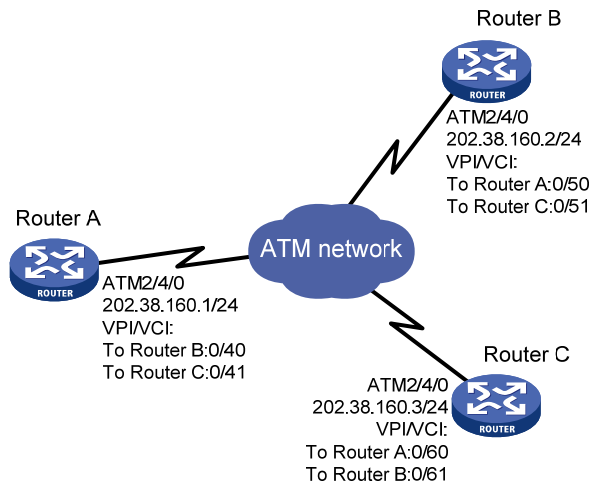 Router B
ROUTER
ATM2/4/0
202.38.160.2/24
VPI/VCI:
To Router A:0/50
To Router C:0/51
Router A
ROUTER
ATM2/4/0
202.38.160.1/24
VPI/VCI:
To Router B:0/40
To Router C:0/41
ATM network
Router C
ROUTER
ATM2/4/0
202.38.160.3/24
VPI/VCI:
To Router A:0/60
To Router B:0/61